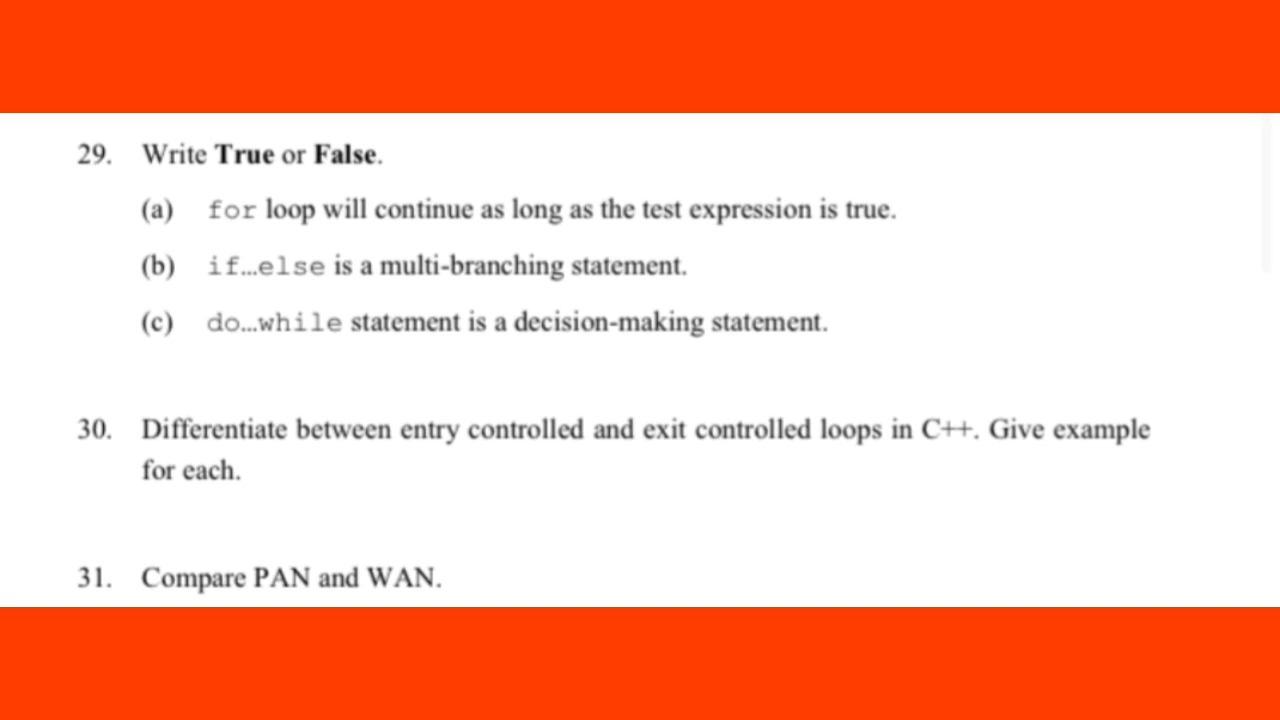 29. Write True or False.
(a) for loop will continue as long as the test expression is true.
(b) if…else is a multi-branching statement.
(c) do…while statement is a decision-making statement.
30. Differentiate between entry controlled and exit controlled loops in C++. Give example
for each.
31. Compare PAN and WAN.